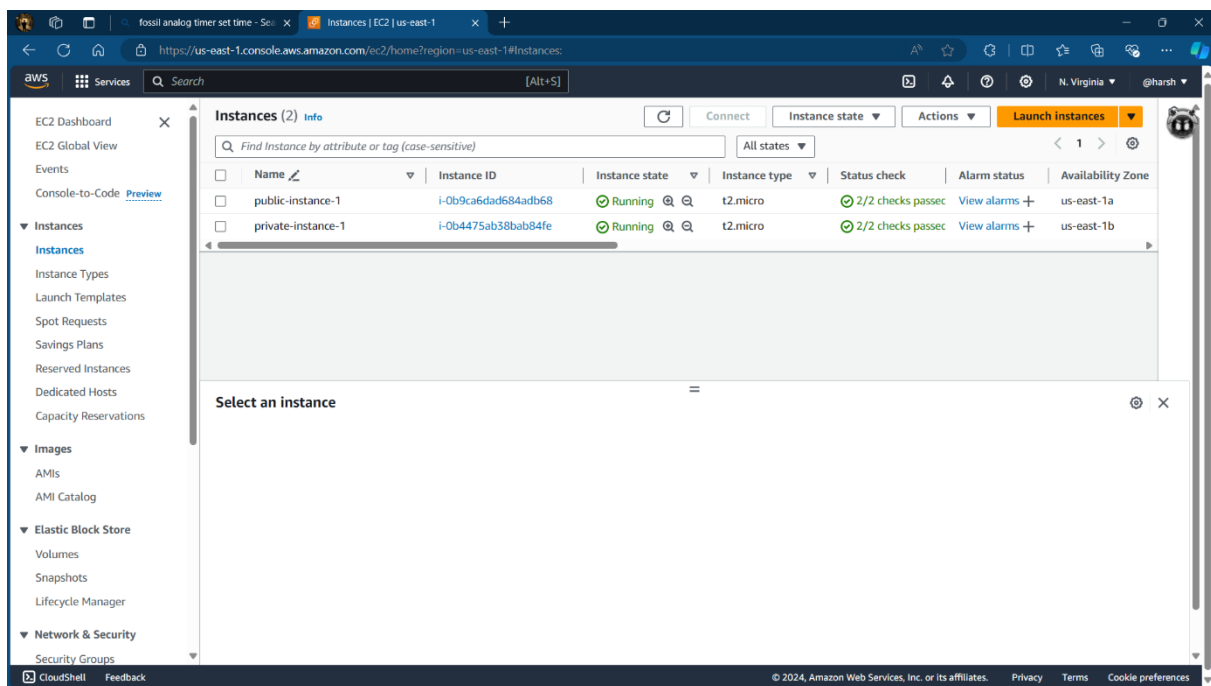 fossil analog timer set time - Sea
Instances | EC2 | us-east-1
https://us-east-1.console.aws.amazon.com/ec2/home?region=us-east-1#Instances:
aws
Services
Search
[Alt+S]
N. Virginia
@harsh
EC2 Dashboard
EC2 Global View
Events
Console-to-Code Preview
Instances
Instances
Instance Types
Launch Templates
Spot Requests
Savings Plans
Reserved Instances
Dedicated Hosts
Capacity Reservations
Images
AMIs
AMI Catalog
Elastic Block Store
Volumes
Snapshots
Lifecycle Manager
Network & Security
Security Groups
Instances (2) Info
Connect
Instance state
Actions
Launch instances
Find Instance by attribute or tag (case-sensitive)
All states
1
Name Instance ID Instance state Instance type Status check Alarm status Availability Zone
public-instance-1 i-0b9ca6dad684adb68 Running t2.micro 2/2 checks passec View alarms + us-east-1a
private-instance-1 i-0b4475ab38bab84fe Running t2.micro 2/2 checks passec View alarms + us-east-1b
Select an instance
CloudShell Feedback © 2024, Amazon Web Services, Inc. or its affiliates. Privacy Terms Cookie preferences